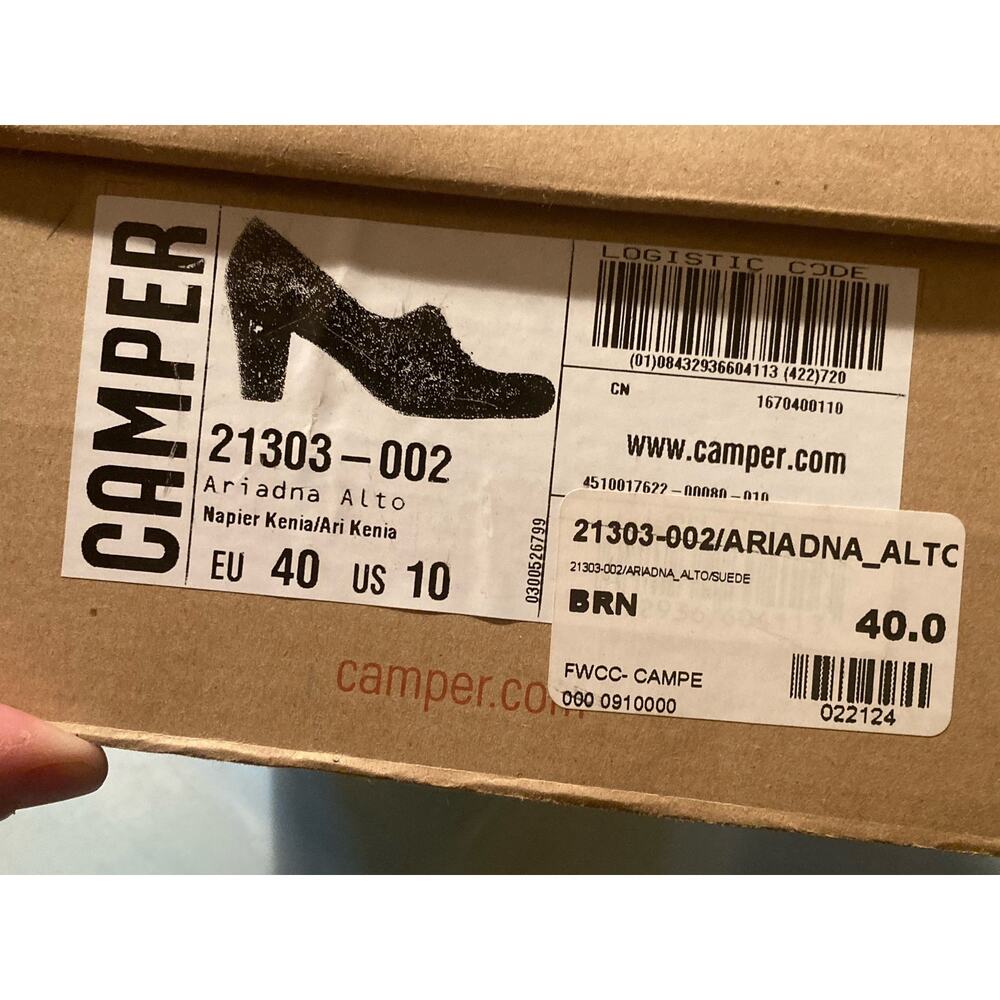 CAMPER
21303-002
Ariadna Alto
Napier Kenia/Ari Kenia
EU 40 US 10
0300526799
LOGISTIC CODE
(01)08432936604113 (422)720
CN
1670400110
www.camper.com
4510017622-00080-010
21303-002/ARIADNA_ALTO
21303-002/ARIADNA_ALTO/SUEDE
BRN
40.0
FWCC- CAMPE
000 0910000
022124
camper.com